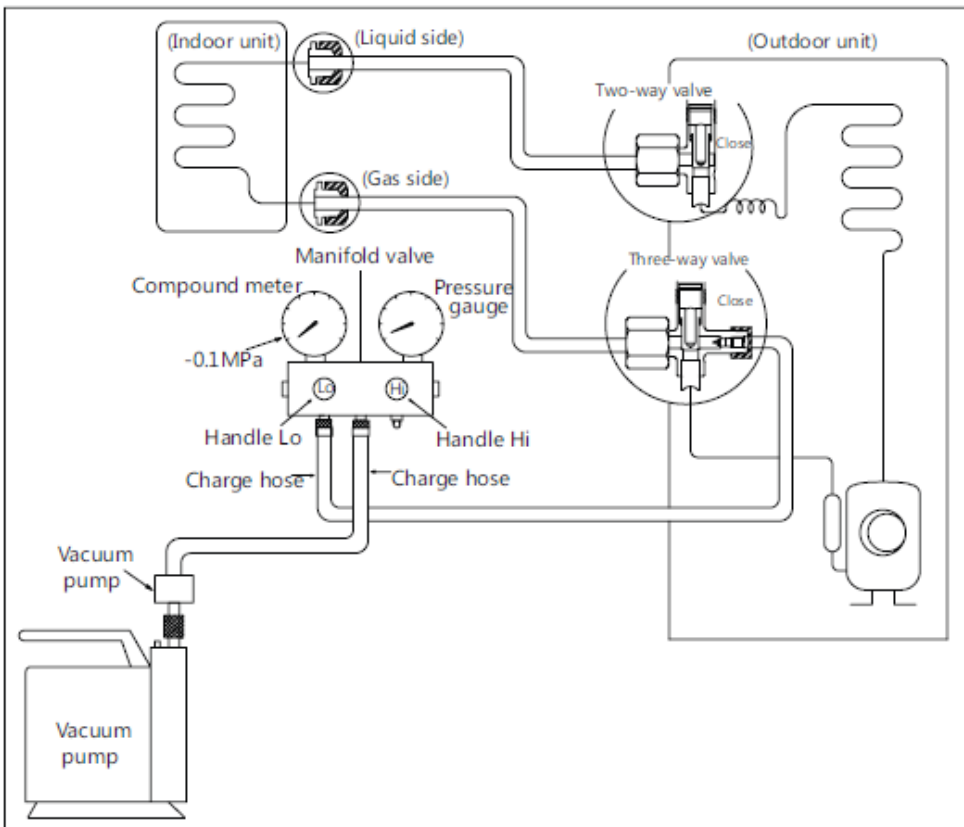 (Indoor unit)
(Liquid side)
(Outdoor unit)
Two-way valve
Close
(Gas side)
Manifold valve
Three-way valve
Close
Compound meter
Pressure
gauge
-0.1MPa
Lo
Hi
Handle Lo
Handle Hi
Charge hose
Charge hose
Vacuum
pump
Vacuum
pump